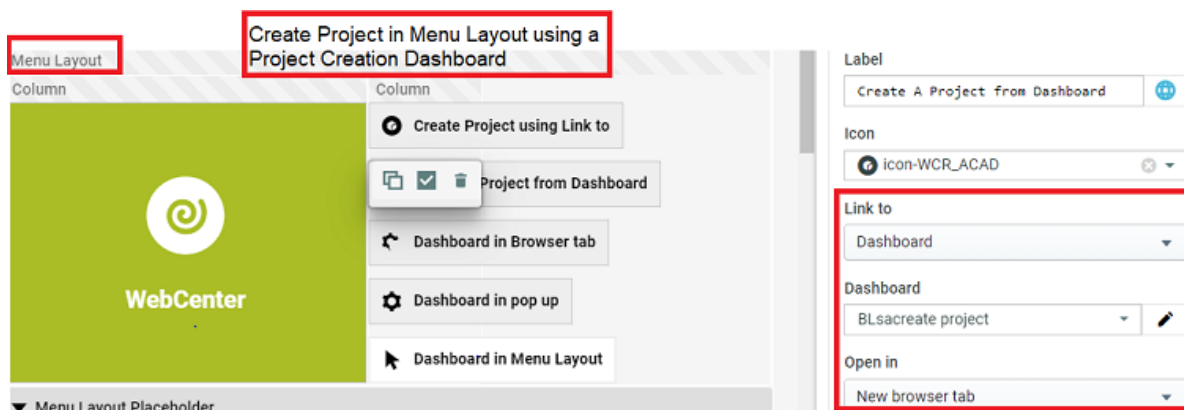 Create Project in Menu Layout using a
Project Creation Dashboard
Menu Layout
Column
Column
WebCenter
Create Project using Link to
Project from Dashboard
Dashboard in Browser tab
Dashboard in pop up
Dashboard in Menu Layout
Menu Layout Placeholder
Label
Create A Project from Dashboard
Icon
icon-WCR_ACAD
Link to
Dashboard
Dashboard
BLsacreate project
Open in
New browser tab